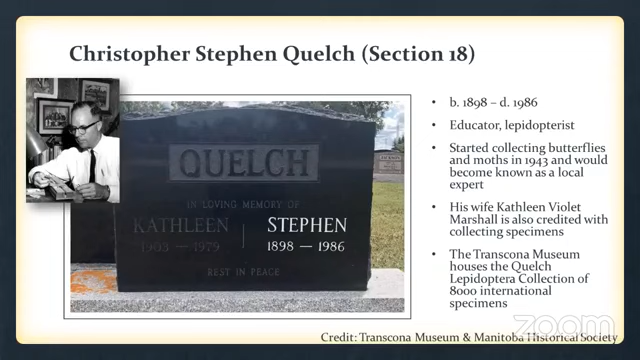 Christopher Stephen Quelch (Section 18)
QUELCH
IN LOVING MEMORY OF
KATHLEEN
1903 — 1979
STEPHEN
1898 — 1986
REST IN PEACE
• b. 1898 – d. 1986
• Educator, lepidopterist
• Started collecting butterflies
and moths in 1943 and would
become known as a local
expert
• His wife Kathleen Violet
Marshall is also credited with
collecting specimens
• The Transcona Museum
houses the Quelch
Lepidoptera Collection of
8000 international
specimens
zoom
Credit: Transcona Museum & Manitoba Historical Society